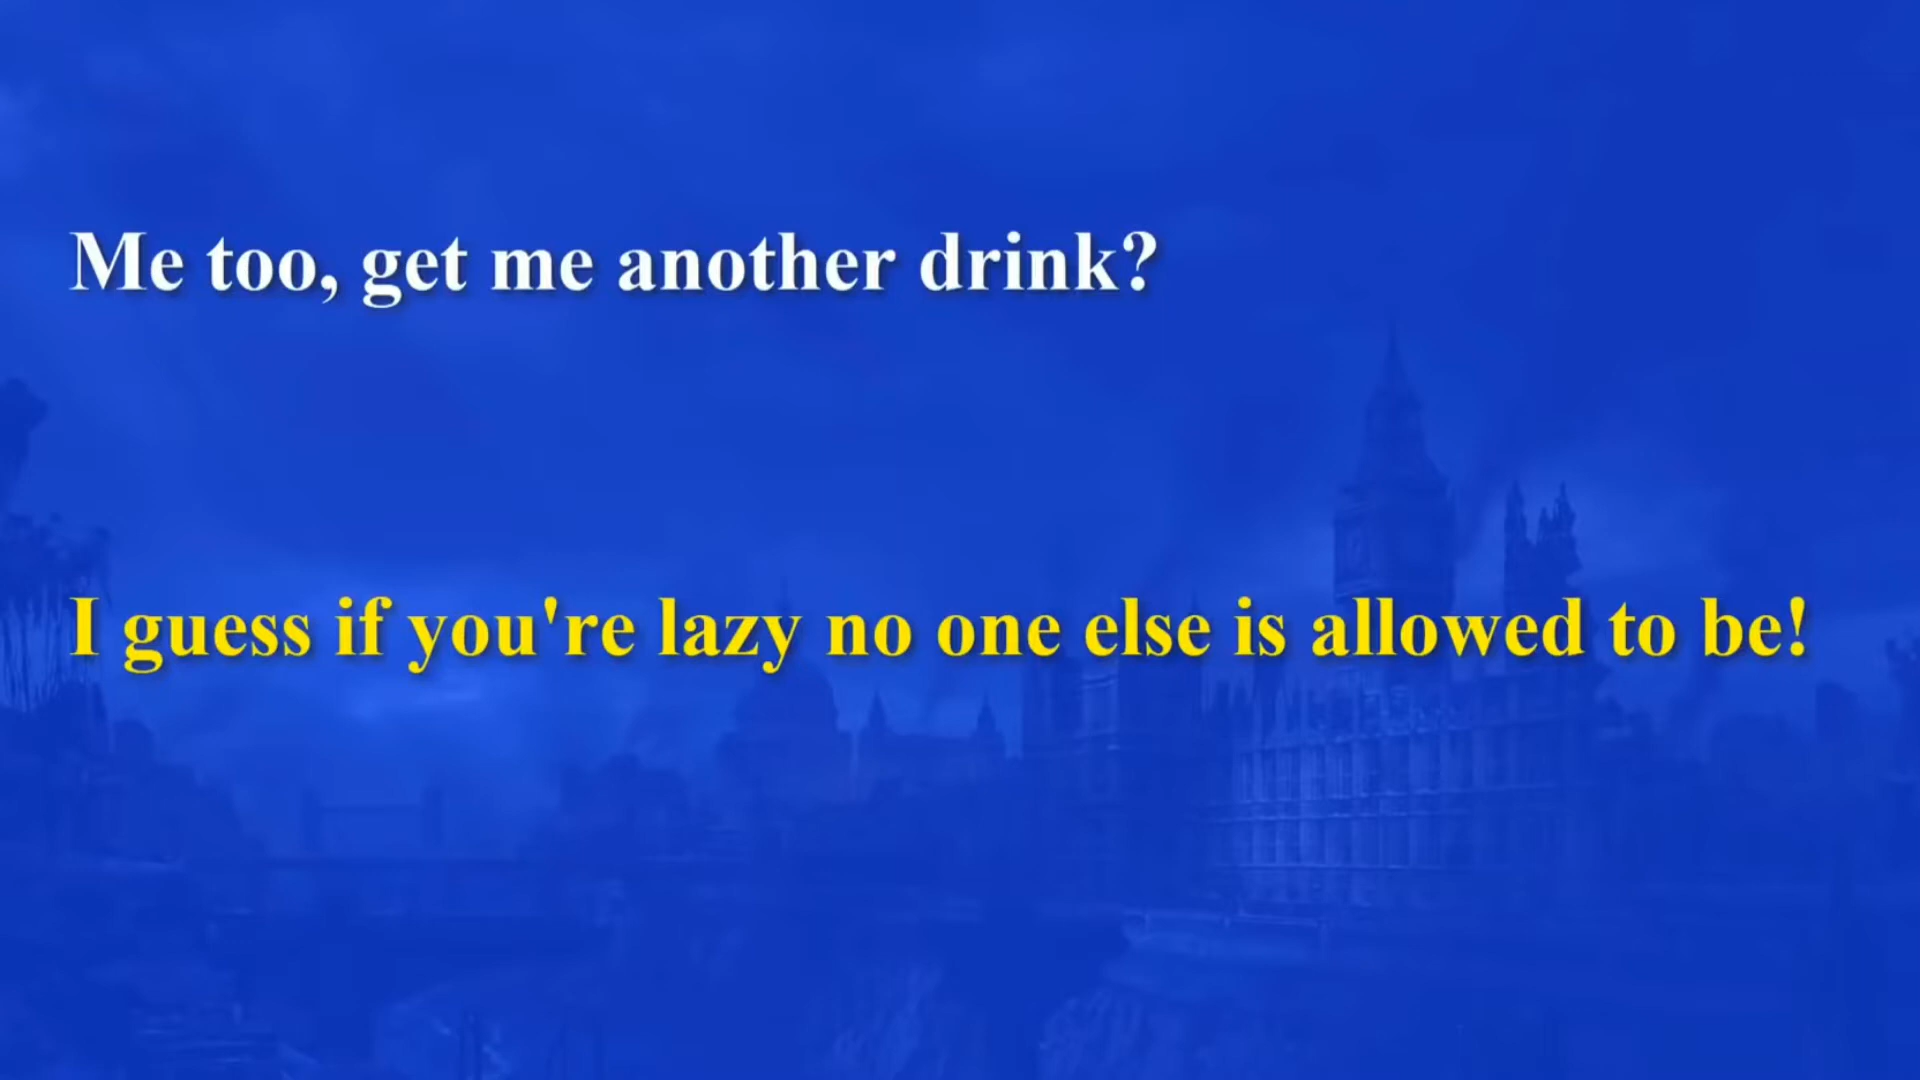 Me too, get me another drink?
I guess if you're lazy no one else is allowed to be!